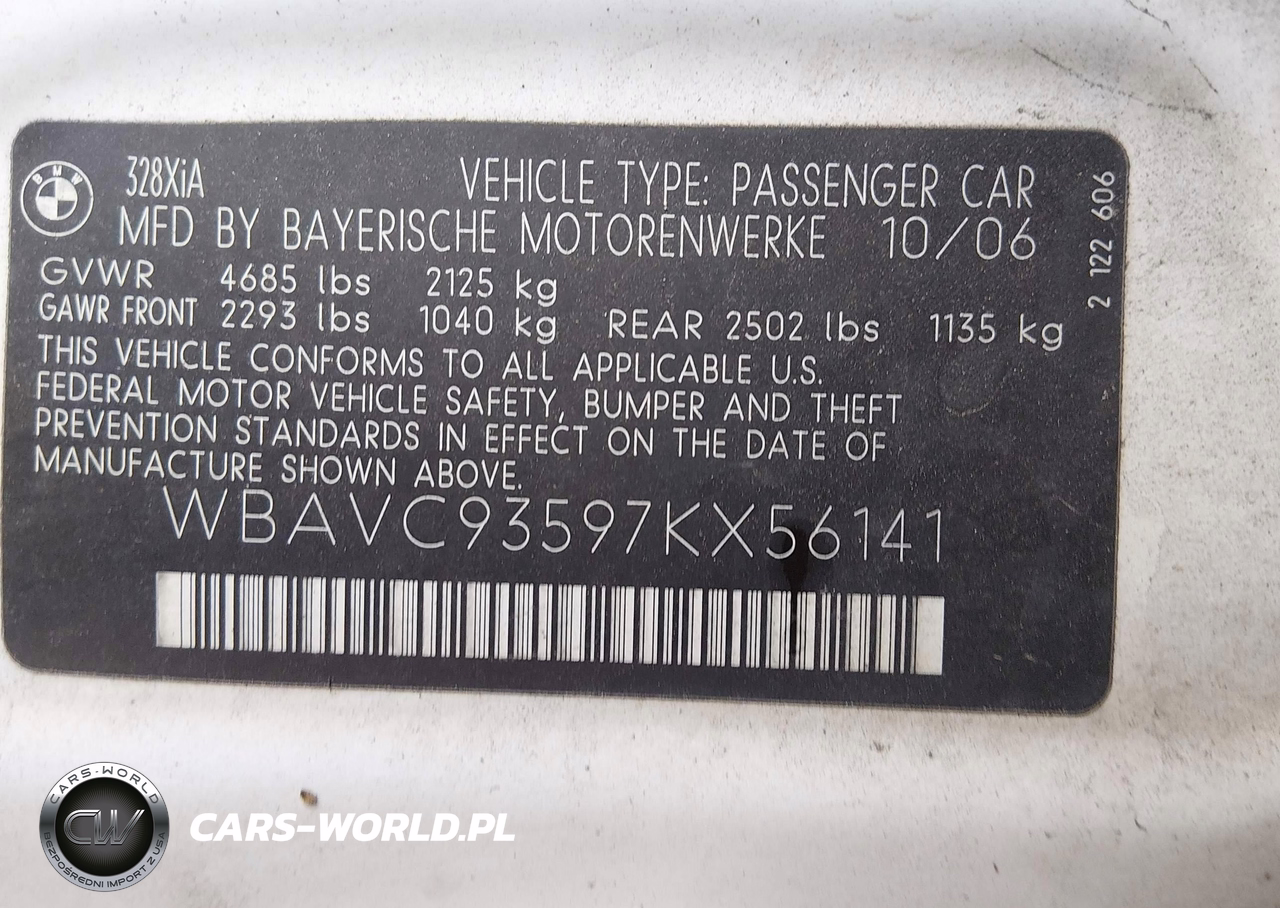 BMW
328XiA
VEHICLE TYPE: PASSENGER CAR
MFD BY BAYERISCHE MOTORENWERKE 10/06
GVWR 4685 lbs 2125 kg
GAWR FRONT 2293 lbs 1040 kg REAR 2502 lbs 1135 kg
THIS VEHICLE CONFORMS TO ALL APPLICABLE U.S.
FEDERAL MOTOR VEHICLE SAFETY, BUMPER AND THEFT
PREVENTION STANDARDS IN EFFECT ON THE DATE OF
MANUFACTURE SHOWN ABOVE.
WBAVC93597KX56141
2 122 606
CARS-WORLD
CW
BEZPOŚREDNI IMPORT Z USA
CARS-WORLD.PL